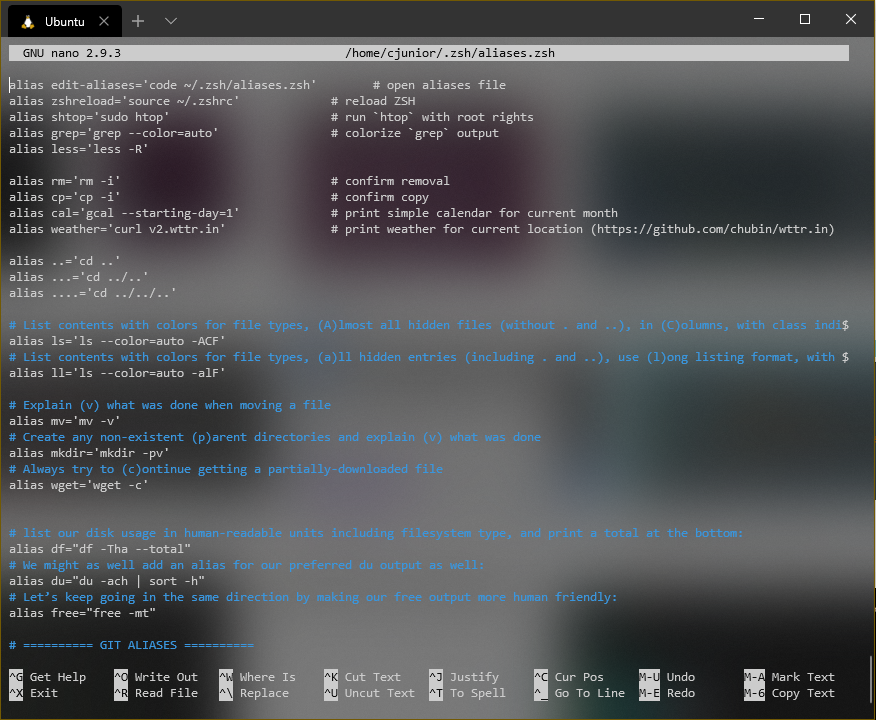 Ubuntu
GNU nano 2.9.3 /home/cjunior/.zsh/aliases.zsh
alias edit-aliases='code ~/.zsh/aliases.zsh' # open aliases file
alias zshreload='source ~/.zshrc' # reload ZSH
alias shtop='sudo htop' # run `htop` with root rights
alias grep='grep --color=auto' # colorize `grep` output
alias less='less -R'
alias rm='rm -i' # confirm removal
alias cp='cp -i' # confirm copy
alias cal='gcal --starting-day=1' # print simple calendar for current month
alias weather='curl v2.wttr.in' # print weather for current location (https://github.com/chubin/wttr.in)
alias ..='cd ..'
alias ...='cd ../..'
alias ....='cd ../../..'
# List contents with colors for file types, (A)lmost all hidden files (without . and ..), in (C)olumns, with class indi$
alias ls='ls --color=auto -ACF'
# List contents with colors for file types, (a)ll hidden entries (including . and ..), use (l)ong listing format, with $
alias ll='ls --color=auto -alF'
# Explain (v) what was done when moving a file
alias mv='mv -v'
# Create any non-existent (p)arent directories and explain (v) what was done
alias mkdir='mkdir -pv'
# Always try to (c)ontinue getting a partially-downloaded file
alias wget='wget -c'
# list our disk usage in human-readable units including filesystem type, and print a total at the bottom:
alias df="df -Tha --total"
# We might as well add an alias for our preferred du output as well:
alias du="du -ach | sort -h"
# Let’s keep going in the same direction by making our free output more human friendly:
alias free="free -mt"
# ========== GIT ALIASES ==========
^G Get Help ^O Write Out ^W Where Is ^K Cut Text ^J Justify ^C Cur Pos M-U Undo M-A Mark Text
^X Exit ^R Read File ^\ Replace ^U Uncut Text ^T To Spell ^_ Go To Line M-E Redo M-6 Copy Text